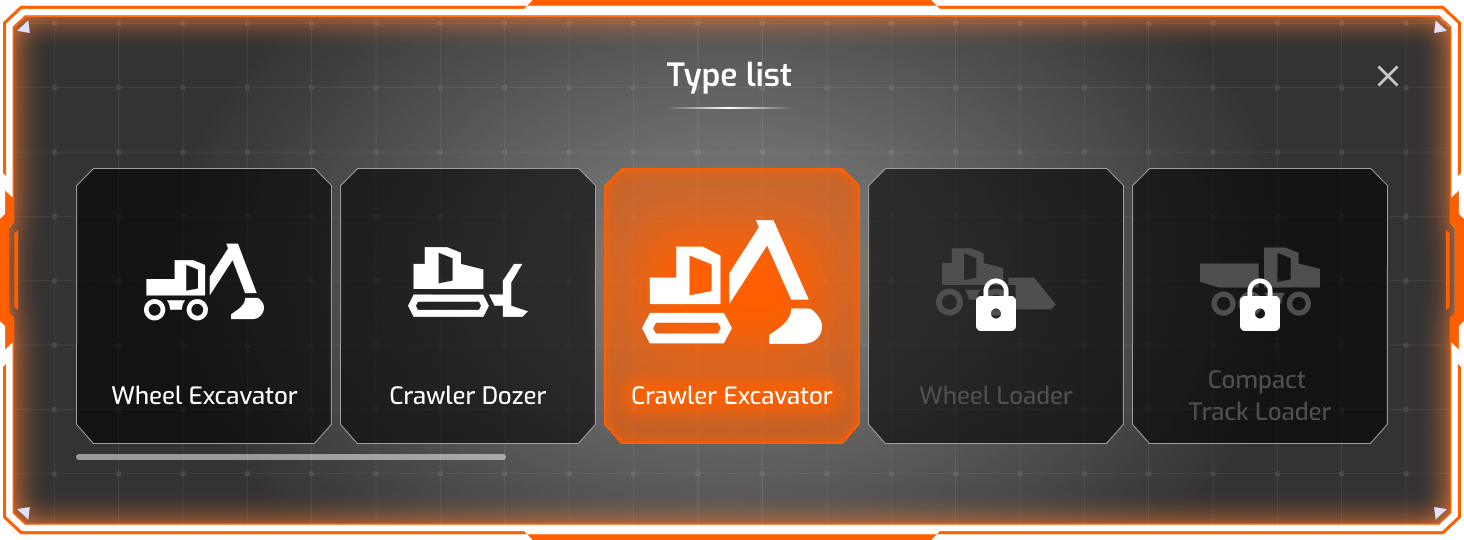 Type list
Wheel Excavator
Crawler Dozer
Crawler Excavator
Wheel Loader
Compact
Track Loader